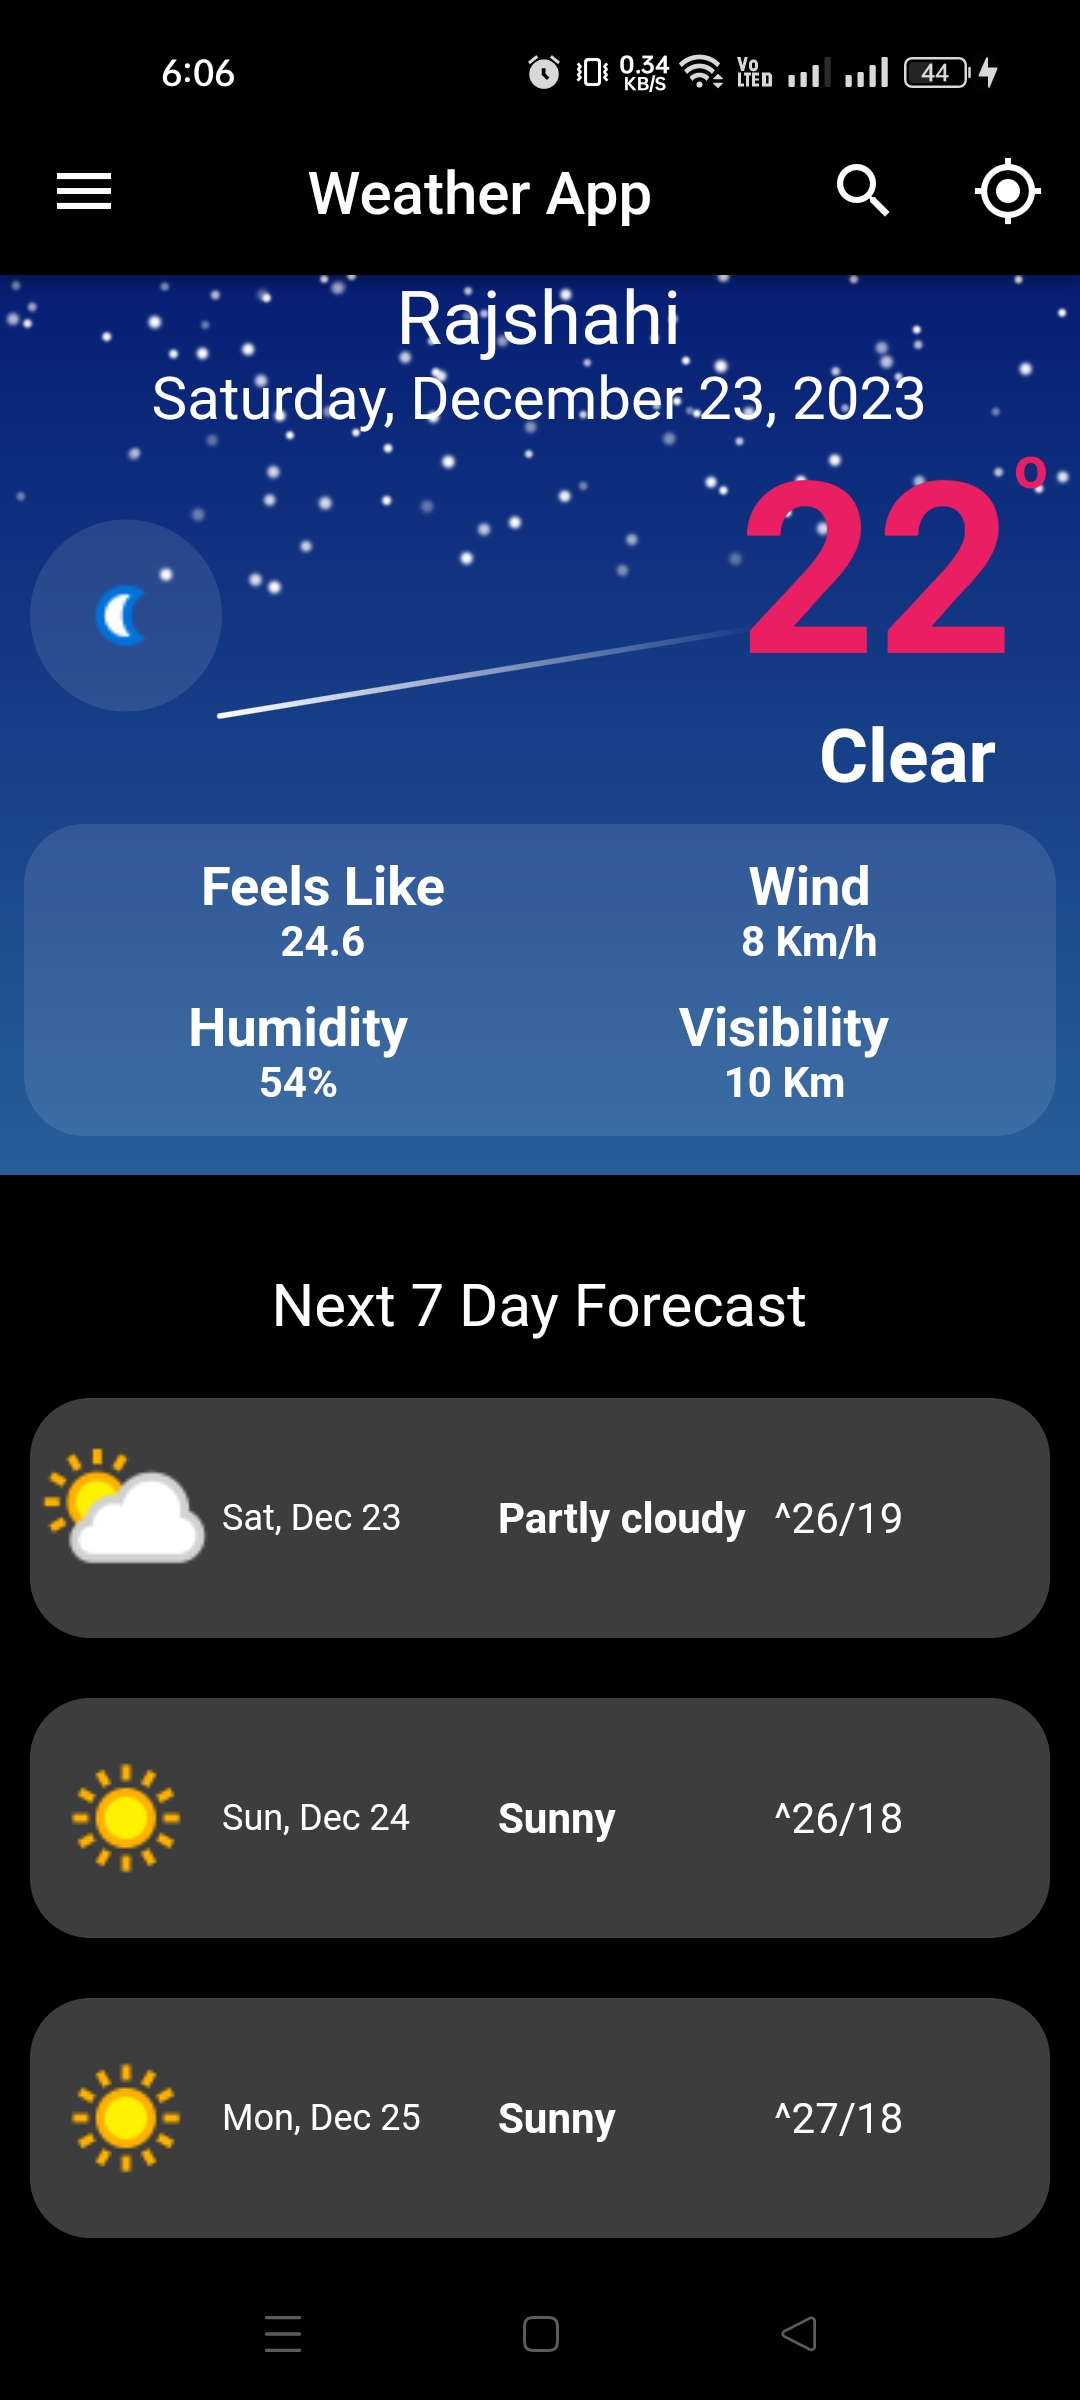 6:06 0.34 KB/S Vo LTE D 44
Weather App
Rajshahi
Saturday, December 23, 2023
22°
Clear
Feels Like Wind
24.6 8 Km/h
Humidity Visibility
54% 10 Km
Next 7 Day Forecast
Sat, Dec 23 Partly cloudy ^26/19
Sun, Dec 24 Sunny ^26/18
Mon, Dec 25 Sunny ^27/18